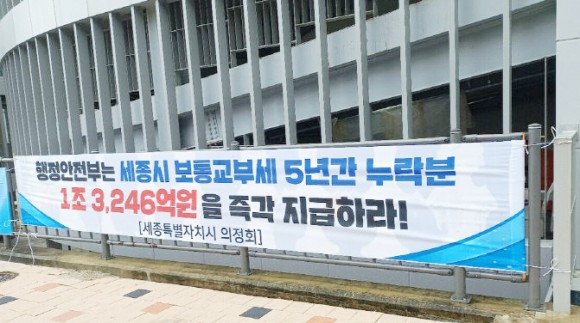 행정안전부는 세종시 보통교부세 5년간 누락분
1조 3,246억원을 즉각 지급하라!
[세종특별자치시 의정회]